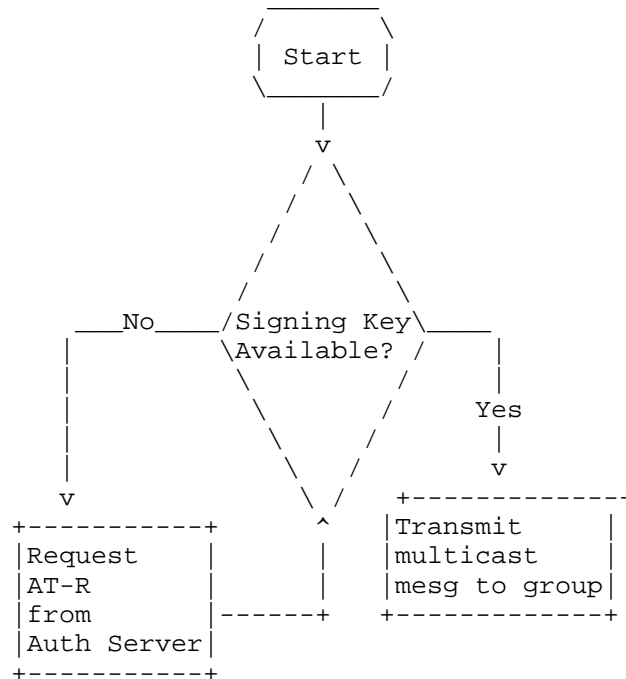 Start
No
Signing Key
Available?
Yes
Request
AT-R
from
Auth Server
Transmit
multicast
mesg to group